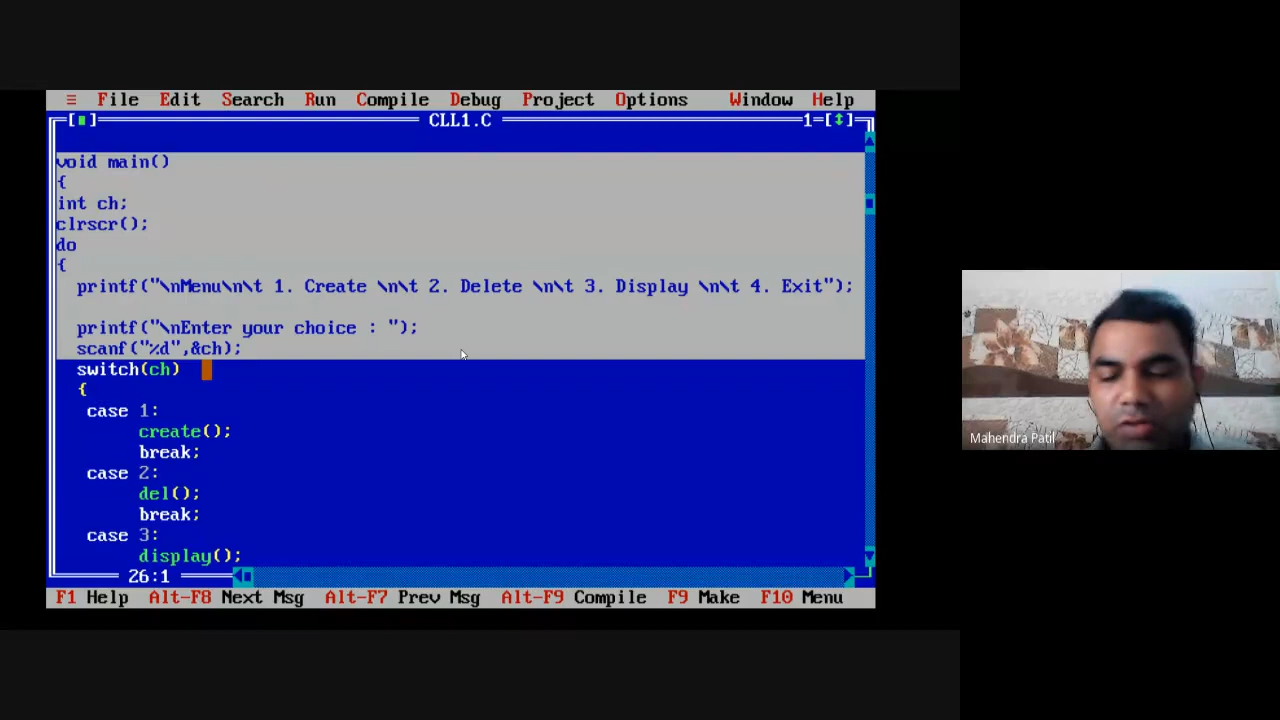 ≡ File Edit Search Run Compile Debug Project Options Window Help
[■] CLL1.C 1=[↕]
void main()
{
int ch;
clrscr();
do
{
printf("\nMenu\n\t 1. Create \n\t 2. Delete \n\t 3. Display \n\t 4. Exit");
printf("\nEnter your choice : ");
scanf("%d",&ch);
switch(ch)
{
case 1:
create();
break;
case 2:
del();
break;
case 3:
display();
26:1
F1 Help Alt-F8 Next Msg Alt-F7 Prev Msg Alt-F9 Compile F9 Make F10 Menu
Mahendra Patil